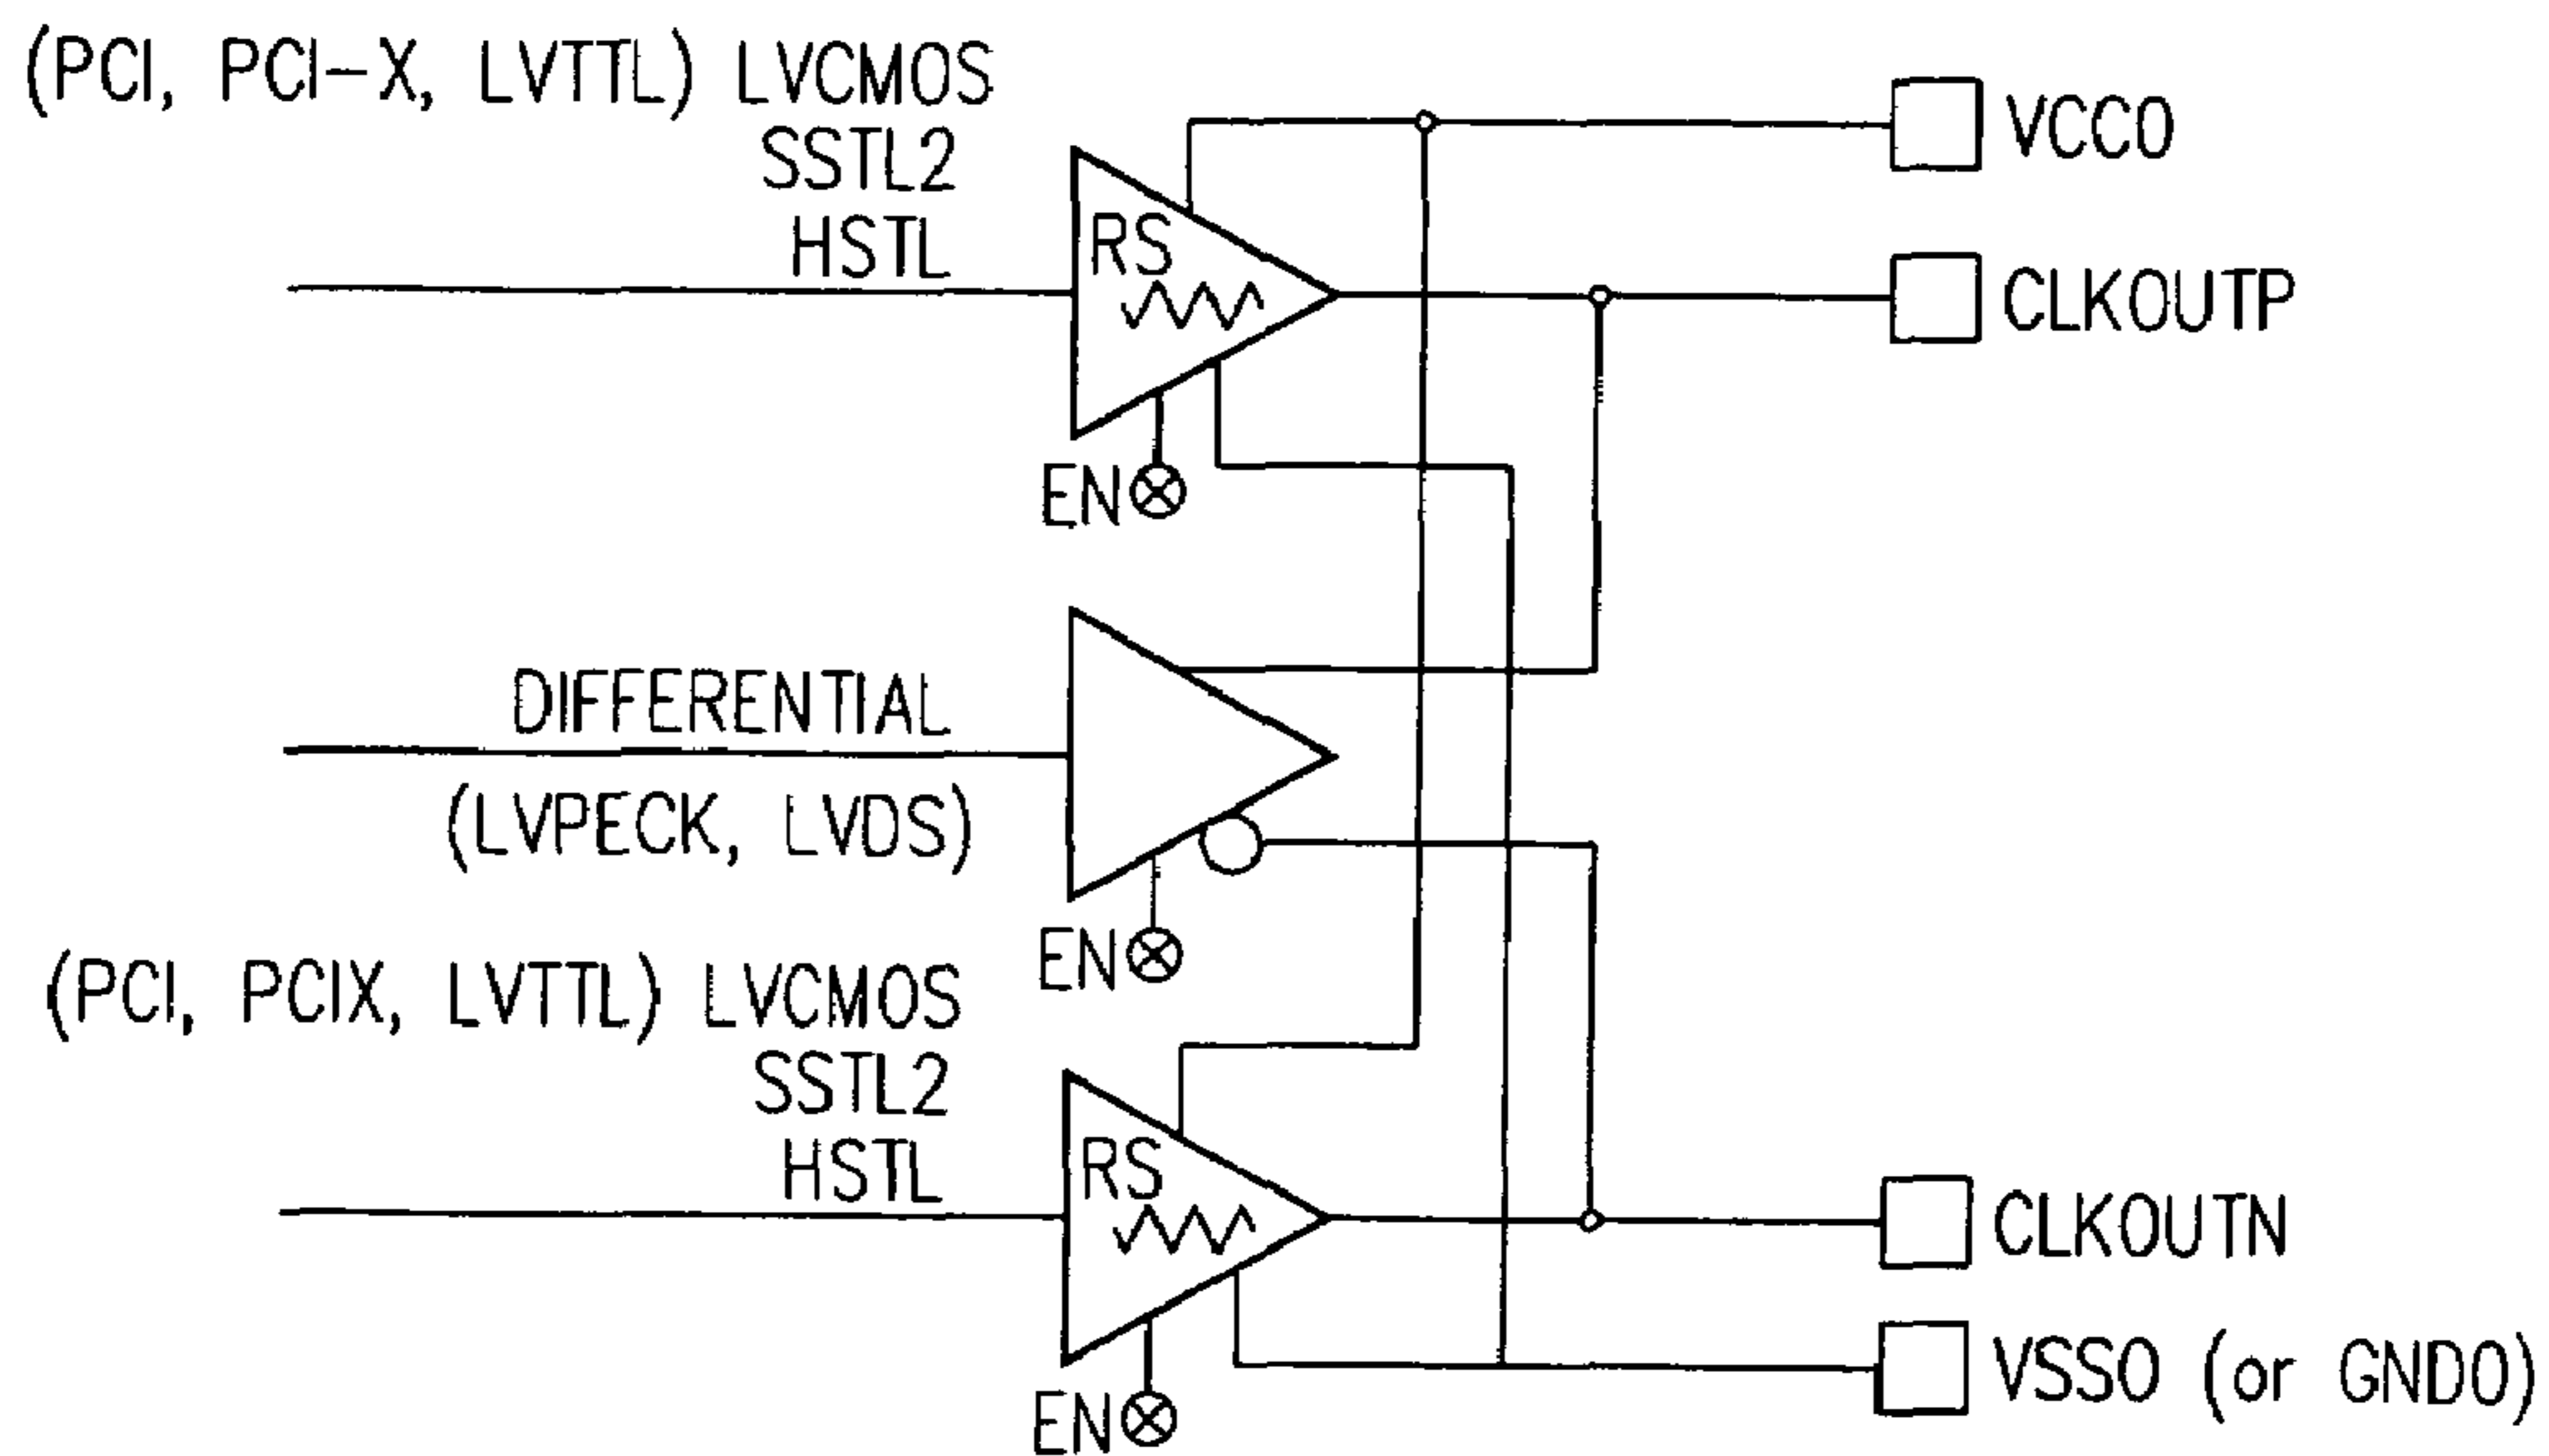 (PCI, PCI-X, LVTTL) LVCMOS
SSTL2
HSTL
RS
EN
VCCO
CLKOUTP
DIFFERENTIAL
(LVPECK, LVDS)
EN
(PCI, PCIX, LVTTL) LVCMOS
SSTL2
HSTL
RS
EN
CLKOUTN
VSSO (or GNDO)